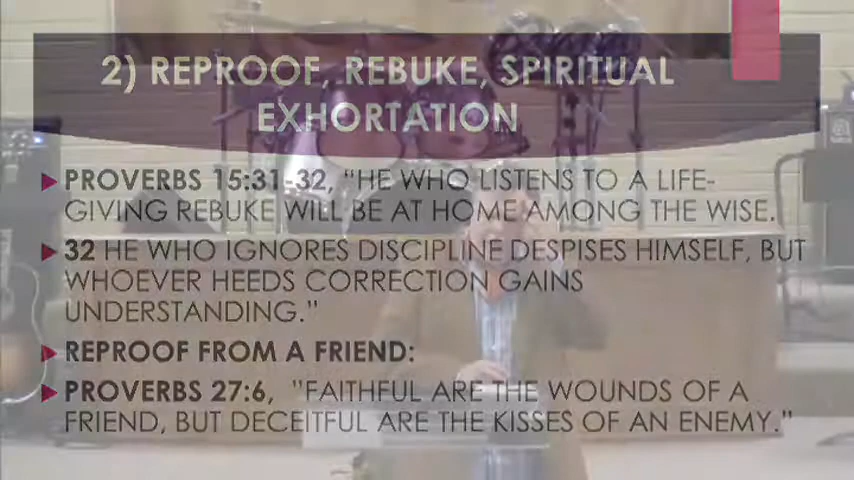 2) REPROOF, REBUKE, SPIRITUAL
EXHORTATION
PROVERBS 15:31-32, “HE WHO LISTENS TO A LIFE-
GIVING REBUKE WILL BE AT HOME AMONG THE WISE.
32 HE WHO IGNORES DISCIPLINE DESPISES HIMSELF, BUT
WHOEVER HEEDS CORRECTION GAINS
UNDERSTANDING.”
REPROOF FROM A FRIEND:
PROVERBS 27:6, "FAITHFUL ARE THE WOUNDS OF A
FRIEND, BUT DECEITFUL ARE THE KISSES OF AN ENEMY.”